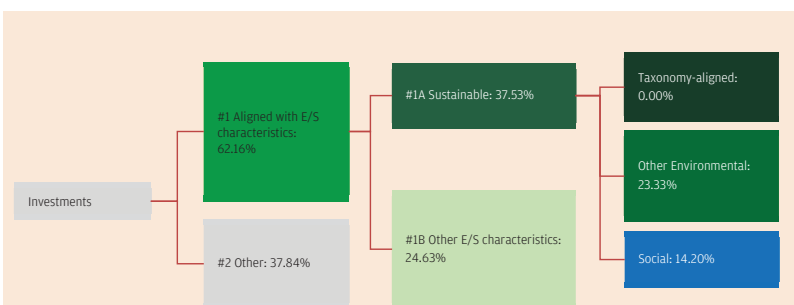 Investments
#1 Aligned with E/S
characteristics:
62.16%
#2 Other: 37.84%
#1A Sustainable: 37.53%
#1B Other E/S characteristics:
24.63%
Taxonomy-aligned:
0.00%
Other Environmental:
23.33%
Social: 14.20%